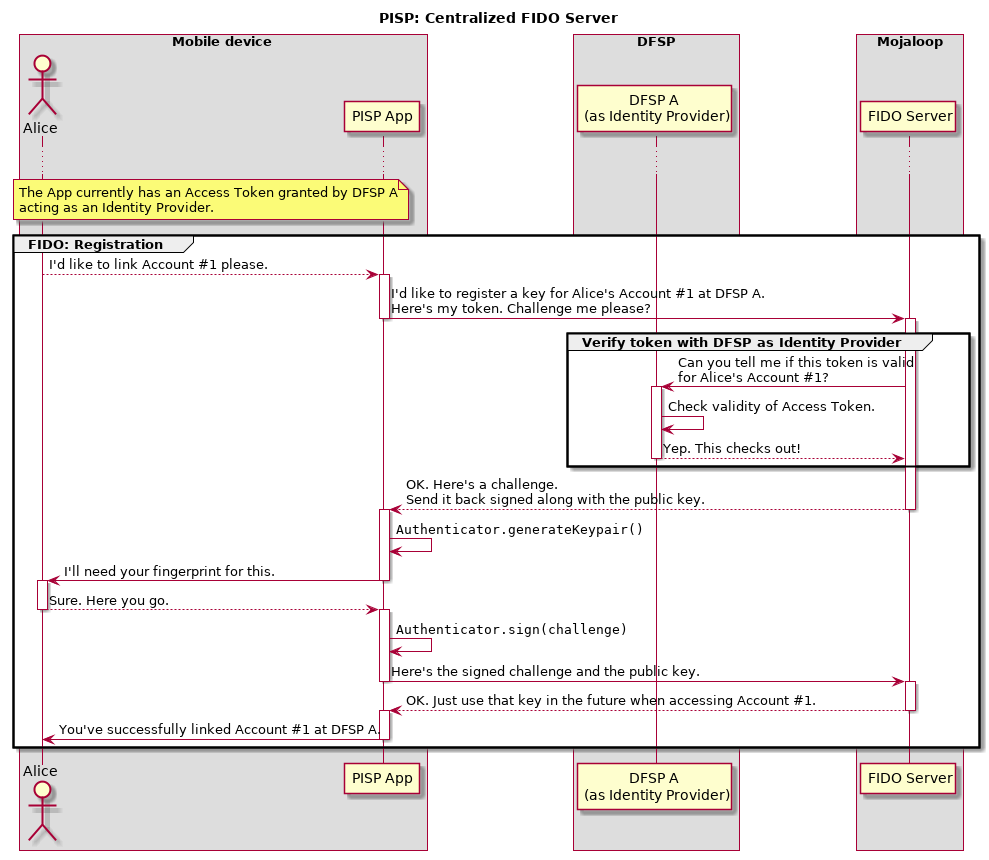 PISP: Centralized FIDO Server
Mobile device
DFSP
Mojaloop
Alice
PISP App
DFSP A
(as Identity Provider)
FIDO Server
The App currently has an Access Token granted by DFSP A
acting as an Identity Provider.
FIDO: Registration
I'd like to link Account #1 please.
I'd like to register a key for Alice's Account #1 at DFSP A.
Here's my token. Challenge me please?
Verify token with DFSP as Identity Provider
Can you tell me if this token is valid
for Alice's Account #1?
Check validity of Access Token.
Yep. This checks out!
OK. Here's a challenge.
Send it back signed along with the public key.
Authenticator.generateKeypair()
I'll need your fingerprint for this.
Sure. Here you go.
Authenticator.sign(challenge)
Here's the signed challenge and the public key.
OK. Just use that key in the future when accessing Account #1.
You've successfully linked Account #1 at DFSP A.
Alice
PISP App
DFSP A
(as Identity Provider)
FIDO Server